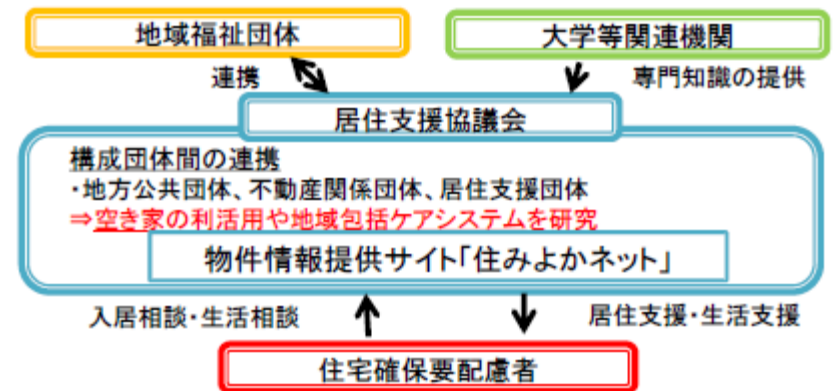 地域福祉団体
大学等関連機関
連携
専門知識の提供
居住支援協議会
構成団体間の連携
・地方公共団体、不動産関係団体、居住支援団体
⇒空き家の利活用や地域包括ケアシステムを研究
物件情報提供サイト「住みよかネット」
入居相談・生活相談
居住支援・生活支援
住宅確保要配慮者